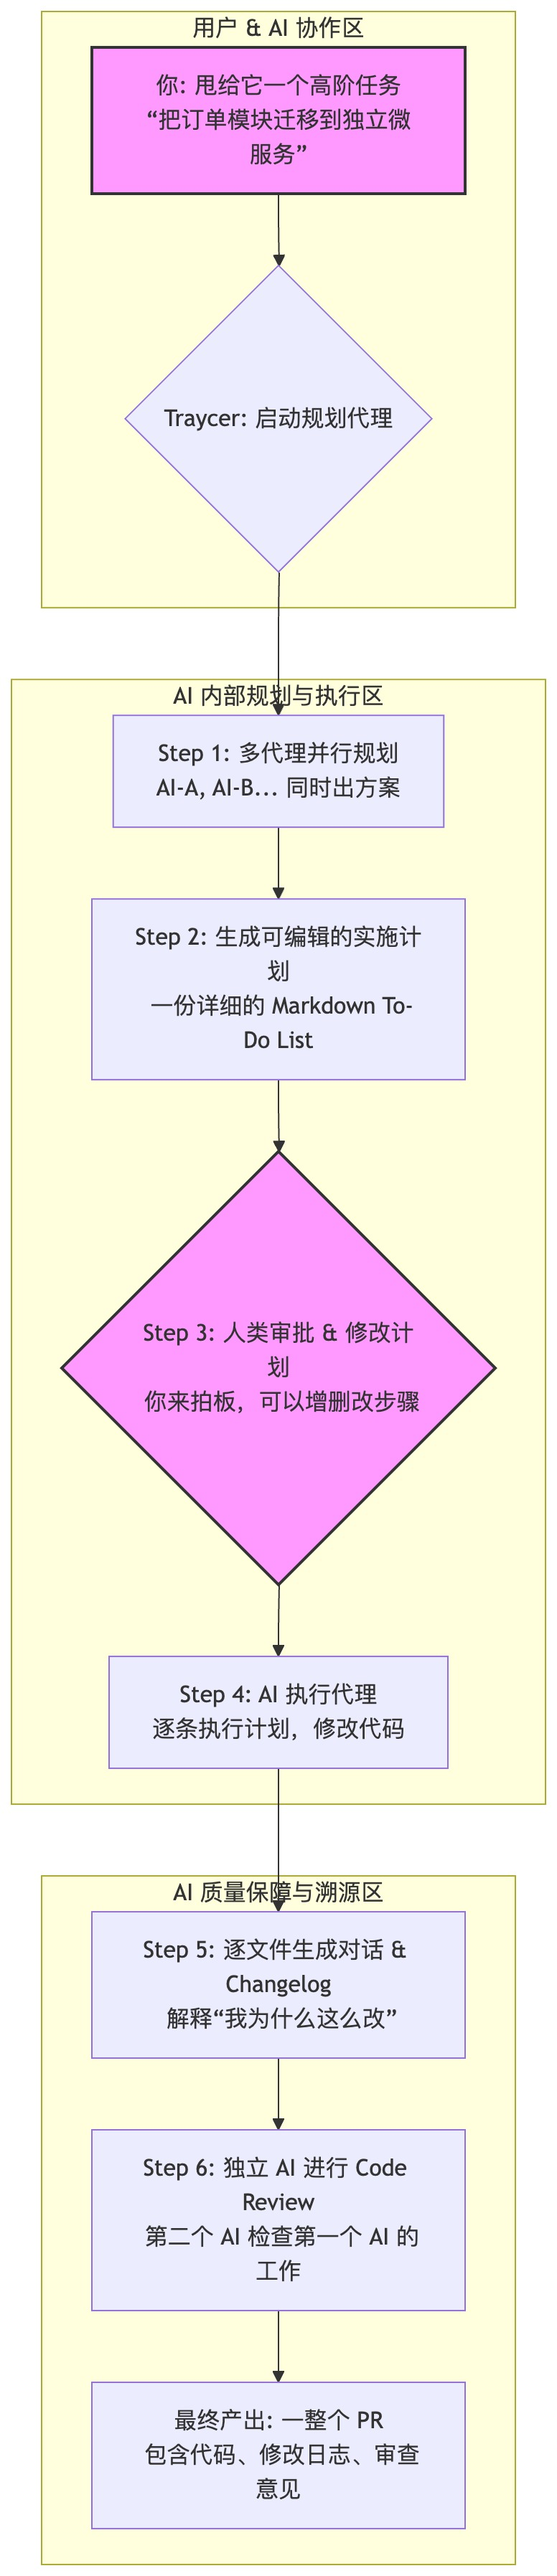 用户 & AI 协作区
你: 甩给它一个高阶任务
“把订单模块迁移到独立微
服务”
Traycer: 启动规划代理
AI 内部规划与执行区
Step 1: 多代理并行规划
AI-A, AI-B... 同时出方案
Step 2: 生成可编辑的实施计
划
一份详细的 Markdown To-
Do List
Step 3: 人类审批 & 修改计
划
你来拍板，可以增删改步骤
Step 4: AI 执行代理
逐条执行计划，修改代码
AI 质量保障与溯源区
Step 5: 逐文件生成对话 &
Changelog
解释“我为什么这么改”
Step 6: 独立 AI 进行 Code
Review
第二个 AI 检查第一个 AI 的
工作
最终产出: 一整个 PR
包含代码、修改日志、审查
意见